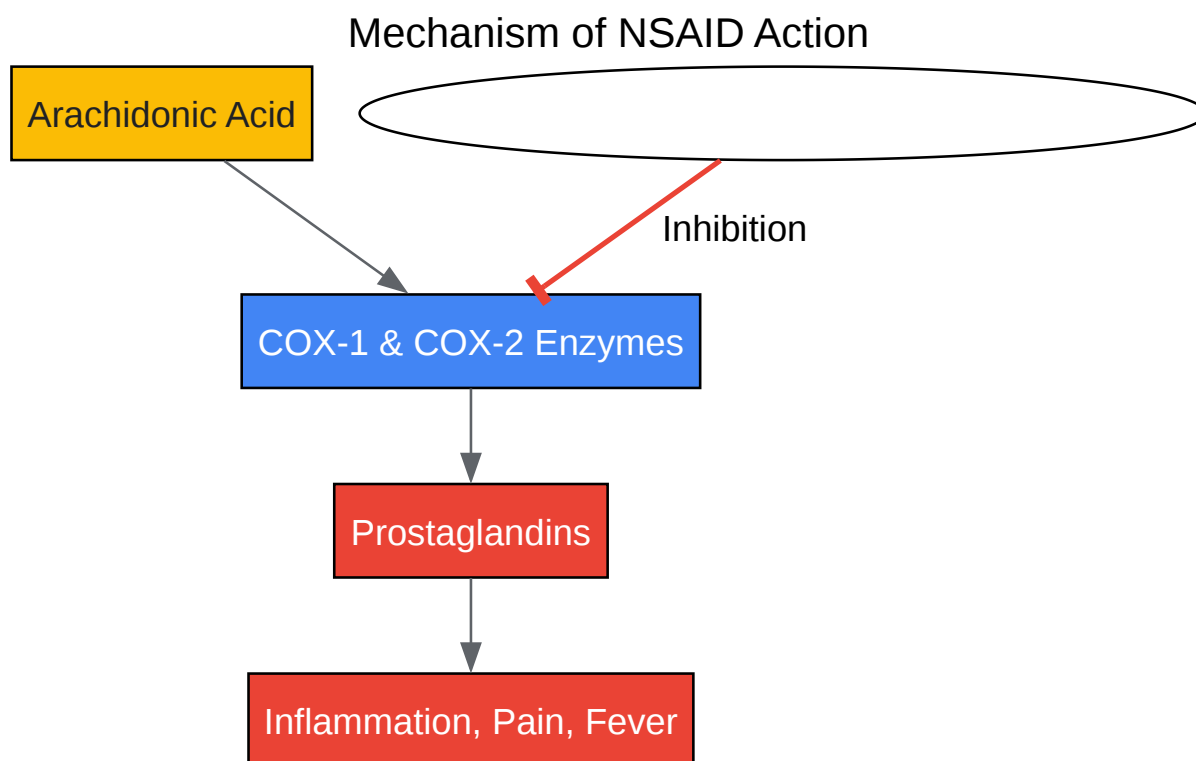 Mechanism of NSAID Action
Arachidonic Acid
Inhibition
COX-1 & COX-2 Enzymes
Prostaglandins
Inflammation, Pain, Fever